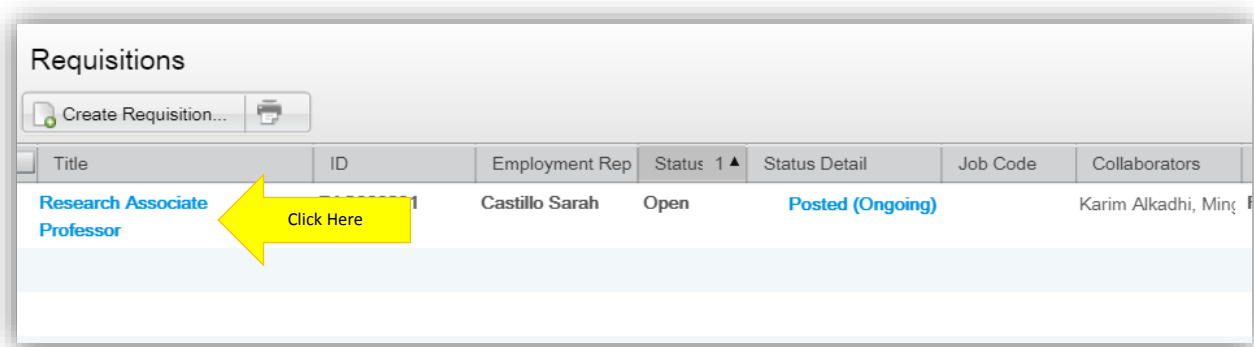 Requisitions
Create Requisition...
Title ID Employment Rep Status 1▲ Status Detail Job Code Collaborators
Research Associate Castillo Sarah Open Posted (Ongoing) Karim Alkadhi,
Professor
Click Here